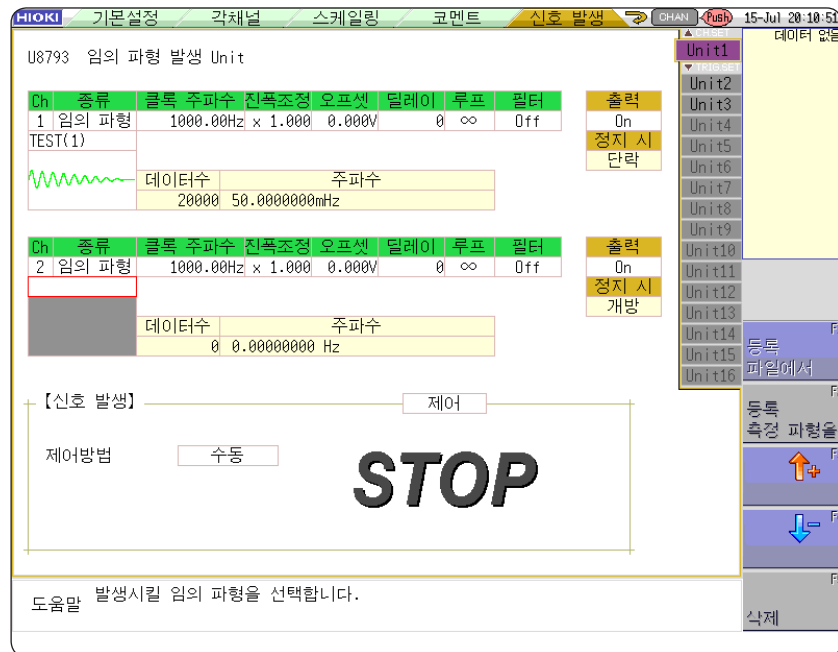 HIOKI 기본설정 각채널 스케일링 코멘트 신호 발생 CHAN Push 15-Jul 20:10:51
U8793 임의 파형 발생 Unit
Ch 종류 클록 주파수 진폭조정 오프셋 딜레이 루프 필터 출력
1 임의 파형 1000.00Hz x 1.000 0.000V 0 ∞ Off On
TEST(1) 정지 시
단락
데이터수 주파수
20000 50.0000000mHz
Ch 종류 클록 주파수 진폭조정 오프셋 딜레이 루프 필터 출력
2 임의 파형 1000.00Hz x 1.000 0.000V 0 ∞ Off On
정지 시
개방
데이터수 주파수
0 0.00000000 Hz
【신호 발생】 제어
제어방법 수동
STOP
도움말 발생시킬 임의 파형을 선택합니다.
▲ CH.SET
Unit1
▼ TRIG.SET
Unit2
Unit3
Unit4
Unit5
Unit6
Unit7
Unit8
Unit9
Unit10
Unit11
Unit12
Unit13
Unit14
Unit15
Unit16
데이터 없음
등록
파일에서
등록
측정 파형을
삭제